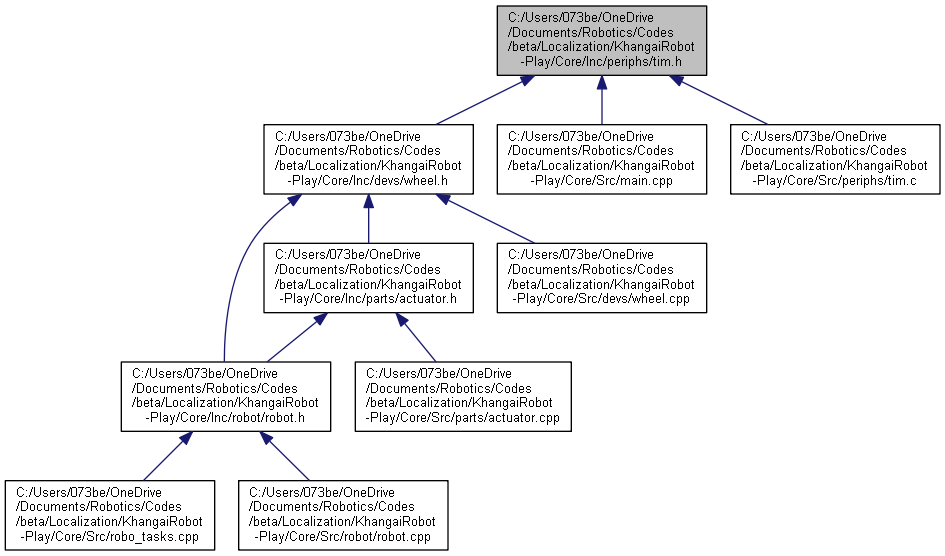 C:/Users/073be/OneDrive
/Documents/Robotics/Codes
/beta/Localization/KhangaiRobot
-Play/Core/Inc/periphs/tim.h
C:/Users/073be/OneDrive
/Documents/Robotics/Codes
/beta/Localization/KhangaiRobot
-Play/Core/Inc/devs/wheel.h
C:/Users/073be/OneDrive
/Documents/Robotics/Codes
/beta/Localization/KhangaiRobot
-Play/Core/Src/main.cpp
C:/Users/073be/OneDrive
/Documents/Robotics/Codes
/beta/Localization/KhangaiRobot
-Play/Core/Src/periphs/tim.c
C:/Users/073be/OneDrive
/Documents/Robotics/Codes
/beta/Localization/KhangaiRobot
-Play/Core/Inc/parts/actuator.h
C:/Users/073be/OneDrive
/Documents/Robotics/Codes
/beta/Localization/KhangaiRobot
-Play/Core/Src/devs/wheel.cpp
C:/Users/073be/OneDrive
/Documents/Robotics/Codes
/beta/Localization/KhangaiRobot
-Play/Core/Inc/robot/robot.h
C:/Users/073be/OneDrive
/Documents/Robotics/Codes
/beta/Localization/KhangaiRobot
-Play/Core/Src/parts/actuator.cpp
C:/Users/073be/OneDrive
/Documents/Robotics/Codes
/beta/Localization/KhangaiRobot
-Play/Core/Src/robo_tasks.cpp
C:/Users/073be/OneDrive
/Documents/Robotics/Codes
/beta/Localization/KhangaiRobot
-Play/Core/Src/robot/robot.cpp